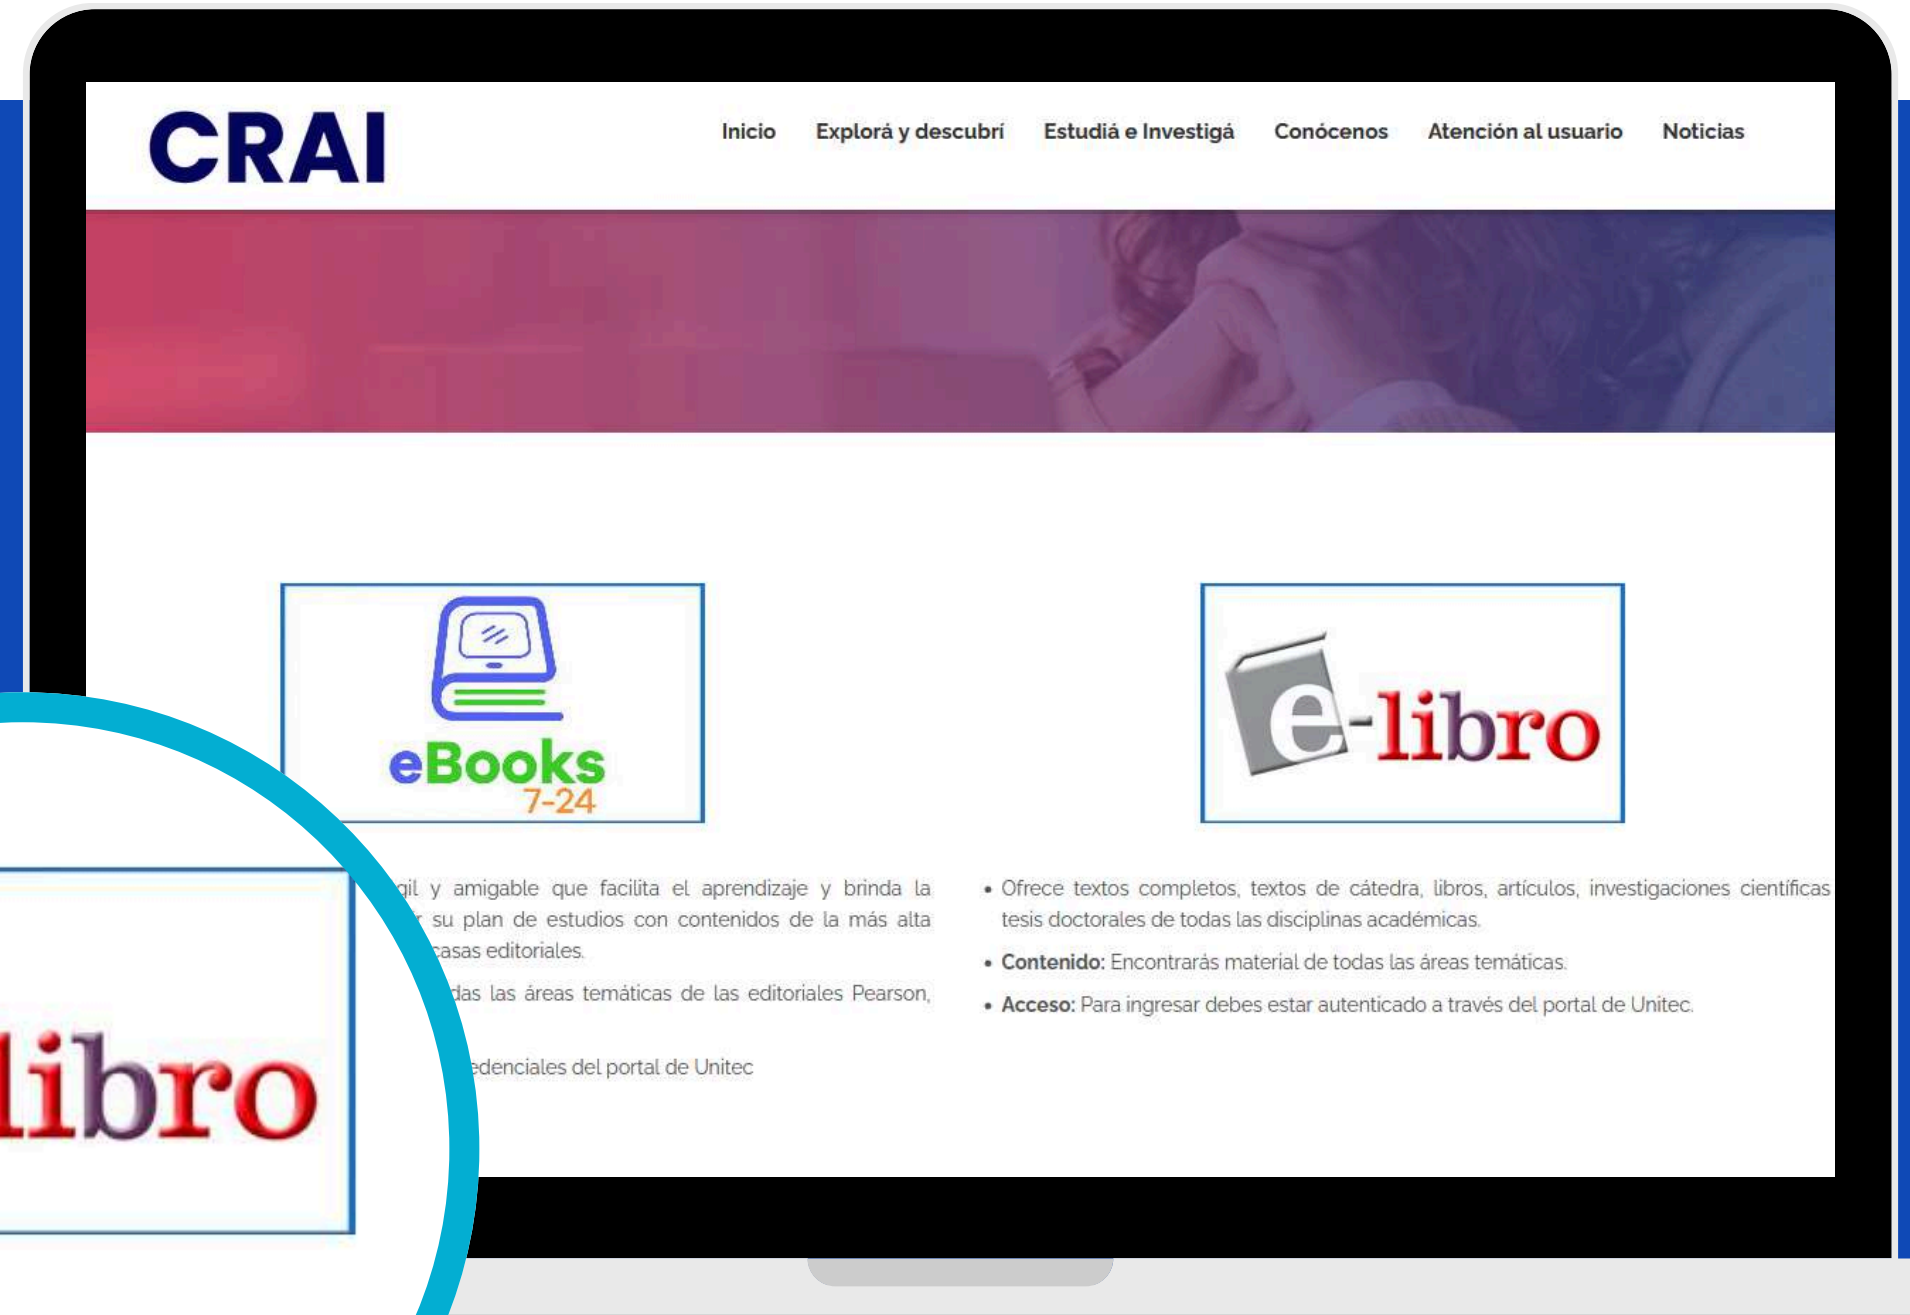 CRAI
Inicio Explorá y descubrí Estudiá e Investigá Conócenos Atención al usuario Noticias
eBooks
7-24
e-libro
y amigable que facilita el aprendizaje y brinda la
su plan de estudios con contenidos de la más alta
casas editoriales.
las áreas temáticas de las editoriales Pearson,
del portal de Unitec
• Ofrece textos completos, textos de cátedra, libros, artículos, investigaciones científicas
tesis doctorales de todas las disciplinas académicas.
• Contenido: Encontrarás material de todas las áreas temáticas.
• Acceso: Para ingresar debes estar autenticado a través del portal de Unitec.
libro